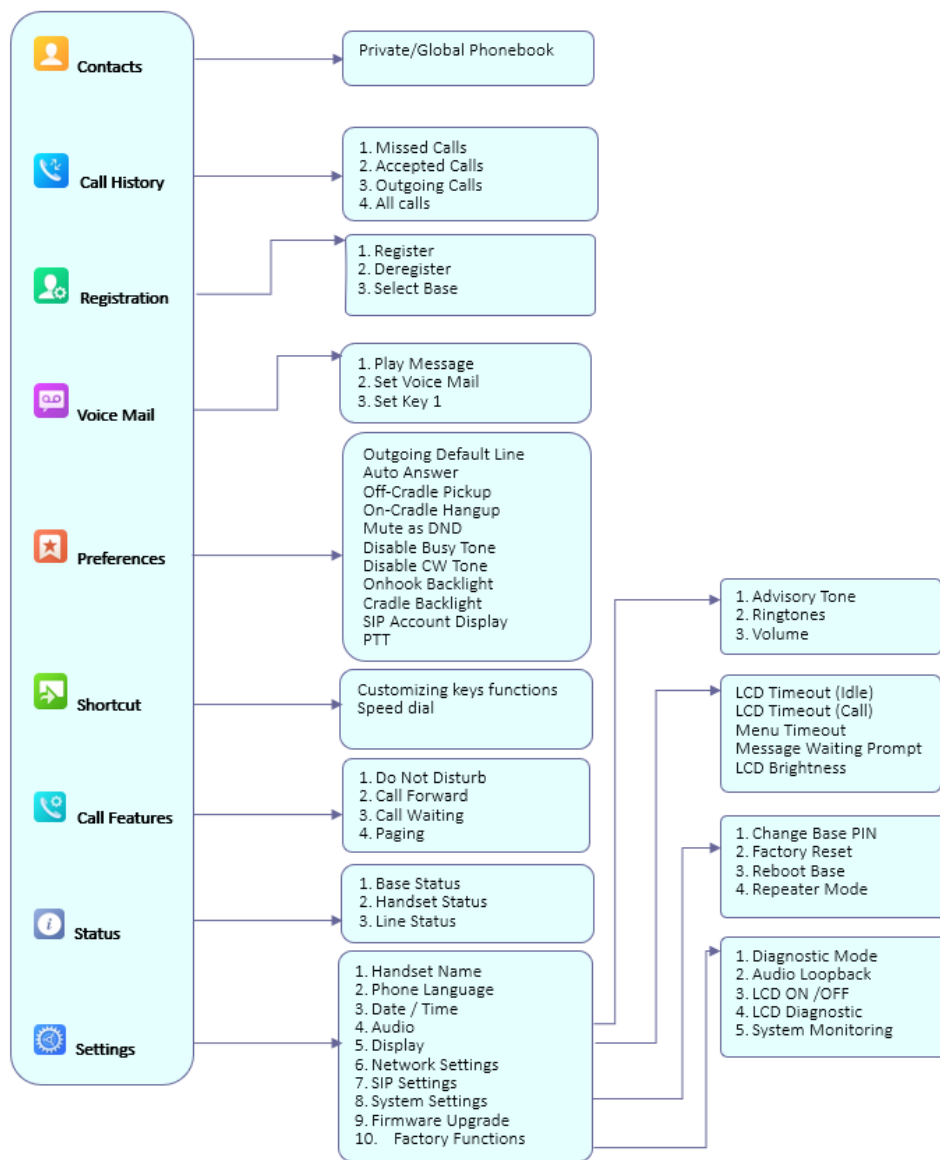 Contacts
Private/Global Phonebook
Call History
1. Missed Calls
2. Accepted Calls
3. Outgoing Calls
4. All calls
Registration
1. Register
2. Deregister
3. Select Base
Voice Mail
1. Play Message
2. Set Voice Mail
3. Set Key 1
Preferences
Outgoing Default Line
Auto Answer
Off-Cradle Pickup
On-Cradle Hangup
Mute as DND
Disable Busy Tone
Disable CW Tone
Onhook Backlight
Cradle Backlight
SIP Account Display
PTT
Shortcut
Customizing keys functions
Speed dial
Call Features
1. Do Not Disturb
2. Call Forward
3. Call Waiting
4. Paging
Status
1. Base Status
2. Handset Status
3. Line Status
Settings
1. Handset Name
2. Phone Language
3. Date / Time
4. Audio
5. Display
6. Network Settings
7. SIP Settings
8. System Settings
9. Firmware Upgrade
10. Factory Functions
1. Advisory Tone
2. Ringtones
3. Volume
LCD Timeout (Idle)
LCD Timeout (Call)
Menu Timeout
Message Waiting Prompt
LCD Brightness
1. Change Base PIN
2. Factory Reset
3. Reboot Base
4. Repeater Mode
1. Diagnostic Mode
2. Audio Loopback
3. LCD ON /OFF
4. LCD Diagnostic
5. System Monitoring